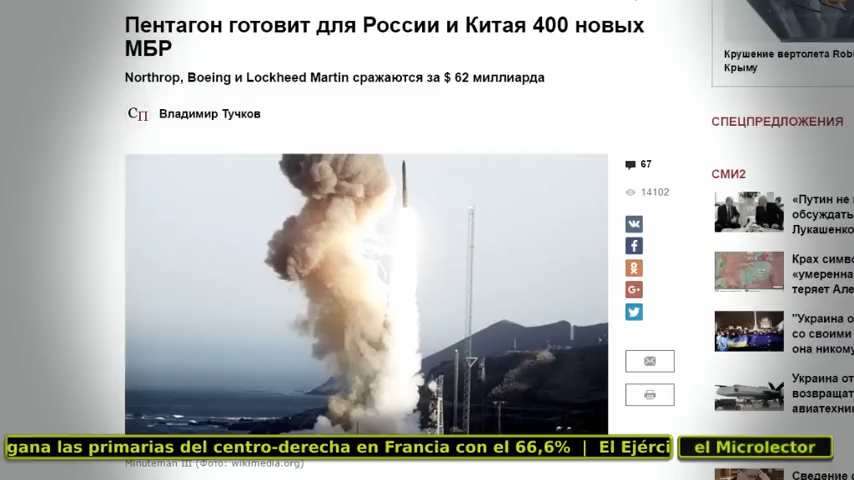 Пентагон готовит для России и Китая 400 новых
МБР
Northrop, Boeing и Lockheed Martin сражаются за $ 62 миллиарда
СП Владимир Тучков
67
14102
Minuteman III (Фото: wikimedia.org)
Крушение вертолета Robi
Крыму
СПЕЦПРЕДЛОЖЕНИЯ
СМИ2
«Путин не
обсуждать
Лукашенко
Крах симво
«умеренна
теряет Але
"Украина о
со своими
она никому
Украина от
возвращат
авиатехни
Сведение с
gana las primarias del centro-derecha en Francia con el 66,6% | El Ejérci
el Microlector